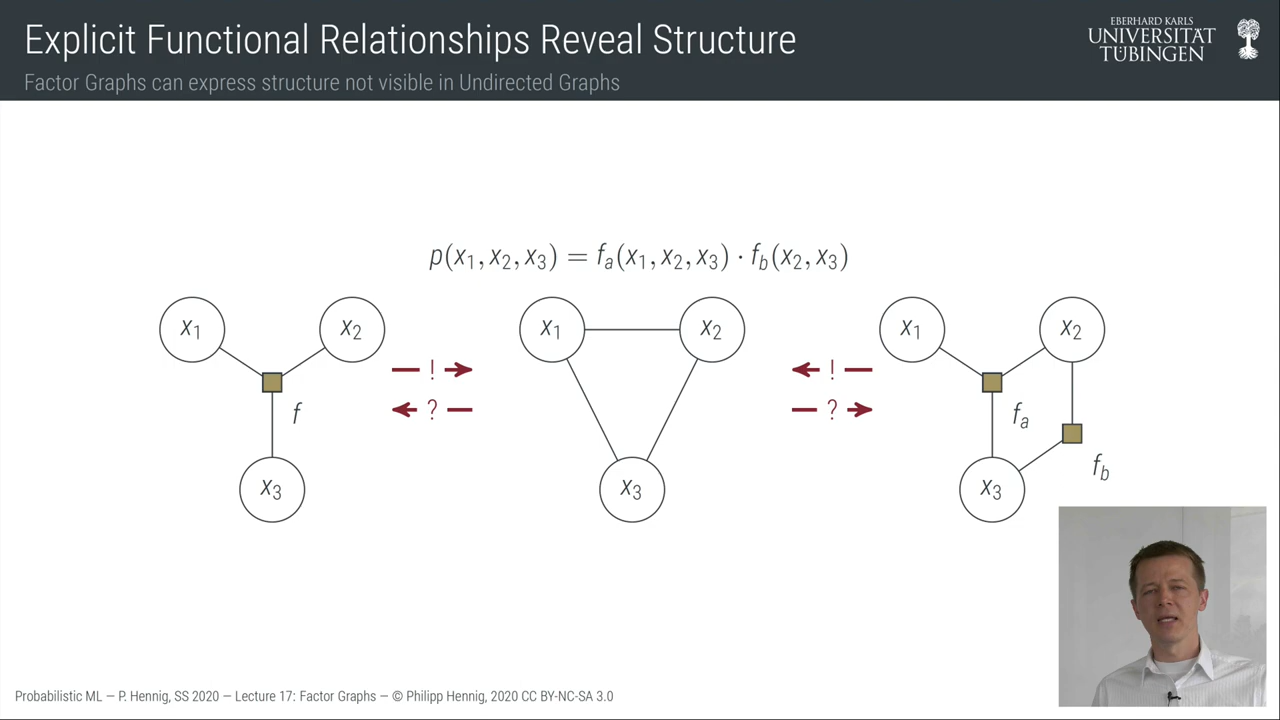 Explicit Functional Relationships Reveal Structure
Factor Graphs can express structure not visible in Undirected Graphs
EBERHARD KARLS
UNIVERSITÄT
TÜBINGEN
p(x₁, x₂, x₃) = fₐ(x₁, x₂, x₃) · f_b(x₂, x₃)
x₁ x₂ x₁ x₂ x₁ x₂
! !
? ?
f fₐ
f_b
x₃ x₃ x₃
Probabilistic ML — P. Hennig, SS 2020 — Lecture 17: Factor Graphs — © Philipp Hennig, 2020 CC BY-NC-SA 3.0